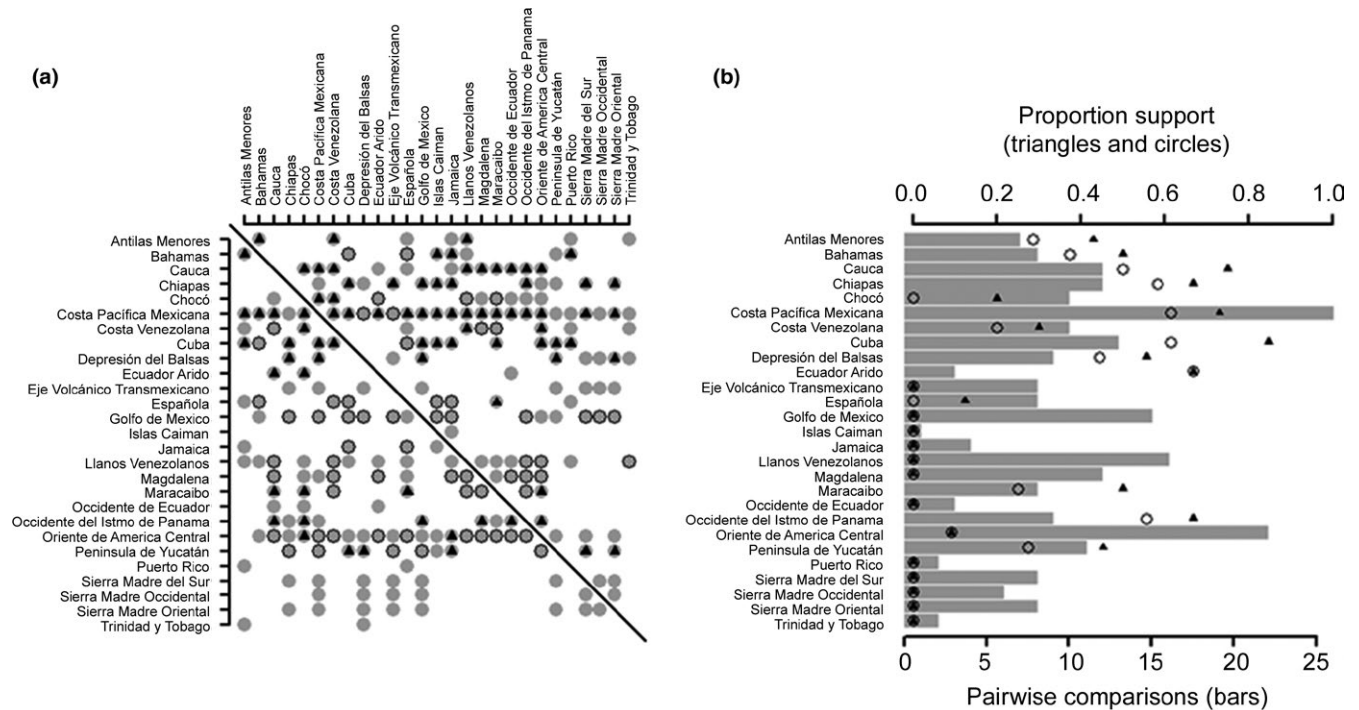 (a)
Antilas Menores
Bahamas
Cauca
Chiapas
Chocó
Costa Pacífica Mexicana
Costa Venezolana
Cuba
Depresión del Balsas
Ecuador Arido
Eje Volcánico Transmexicano
Española
Golfo de Mexico
Islas Caiman
Jamaica
Llanos Venezolanos
Magdalena
Maracaibo
Occidente de Ecuador
Occidente del Istmo de Panama
Oriente de America Central
Peninsula de Yucatán
Puerto Rico
Sierra Madre del Sur
Sierra Madre Occidental
Sierra Madre Oriental
Trinidad y Tobago
Antilas Menores
Bahamas
Cauca
Chiapas
Chocó
Costa Pacífica Mexicana
Costa Venezolana
Cuba
Depresión del Balsas
Ecuador Arido
Eje Volcánico Transmexicano
Española
Golfo de Mexico
Islas Caiman
Jamaica
Llanos Venezolanos
Magdalena
Maracaibo
Occidente de Ecuador
Occidente del Istmo de Panama
Oriente de America Central
Peninsula de Yucatán
Puerto Rico
Sierra Madre del Sur
Sierra Madre Occidental
Sierra Madre Oriental
Trinidad y Tobago
(b)
Proportion support
(triangles and circles)
0.0 0.2 0.4 0.6 0.8 1.0
Antilas Menores
Bahamas
Cauca
Chiapas
Chocó
Costa Pacífica Mexicana
Costa Venezolana
Cuba
Depresión del Balsas
Ecuador Arido
Eje Volcánico Transmexicano
Española
Golfo de Mexico
Islas Caiman
Jamaica
Llanos Venezolanos
Magdalena
Maracaibo
Occidente de Ecuador
Occidente del Istmo de Panama
Oriente de America Central
Peninsula de Yucatán
Puerto Rico
Sierra Madre del Sur
Sierra Madre Occidental
Sierra Madre Oriental
Trinidad y Tobago
0 5 10 15 20 25
Pairwise comparisons (bars)